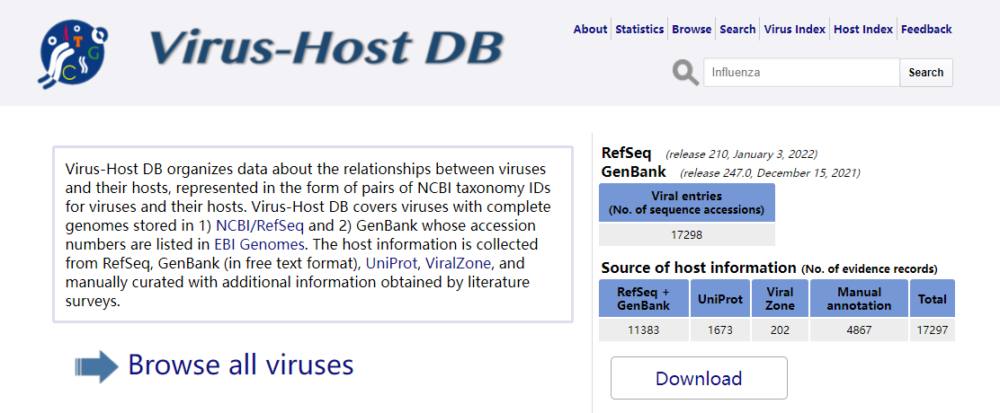 I T G C S
Virus-Host DB
About Statistics Browse Search Virus Index Host Index Feedback
Influenza Search
Virus-Host DB organizes data about the relationships between viruses
and their hosts, represented in the form of pairs of NCBI taxonomy IDs
for viruses and their hosts. Virus-Host DB covers viruses with complete
genomes stored in 1) NCBI/RefSeq and 2) GenBank whose accession
numbers are listed in EBI Genomes. The host information is collected
from RefSeq, GenBank (in free text format), UniProt, ViralZone, and
manually curated with additional information obtained by literature
surveys.
Browse all viruses
RefSeq (release 210, January 3, 2022)
GenBank (release 247.0, December 15, 2021)
Viral entries
(No. of sequence accessions)
17298
Source of host information (No. of evidence records)
RefSeq + GenBank UniProt Viral Zone Manual annotation Total
11383 1673 202 4867 17297
Download